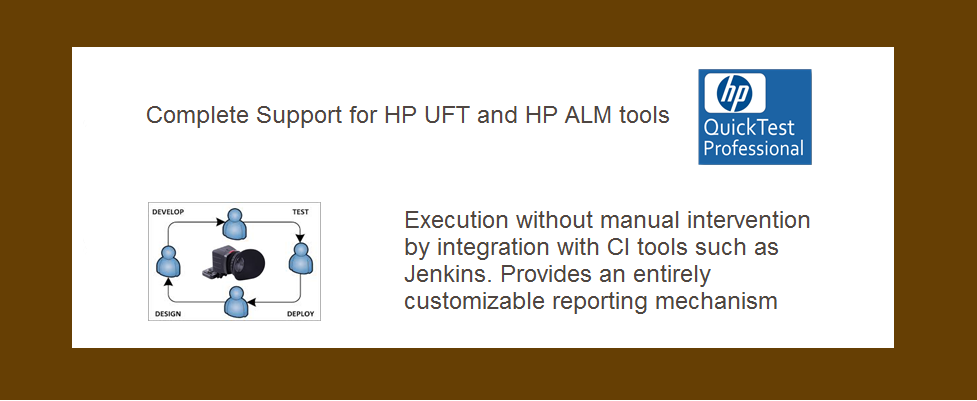 Complete Support for HP UFT and HP ALM tools
hp
QuickTest
Professional
DEVELOP
TEST
DESIGN
DEPLOY
Execution without manual intervention
by integration with CI tools such as
Jenkins. Provides an entirely
customizable reporting mechanism